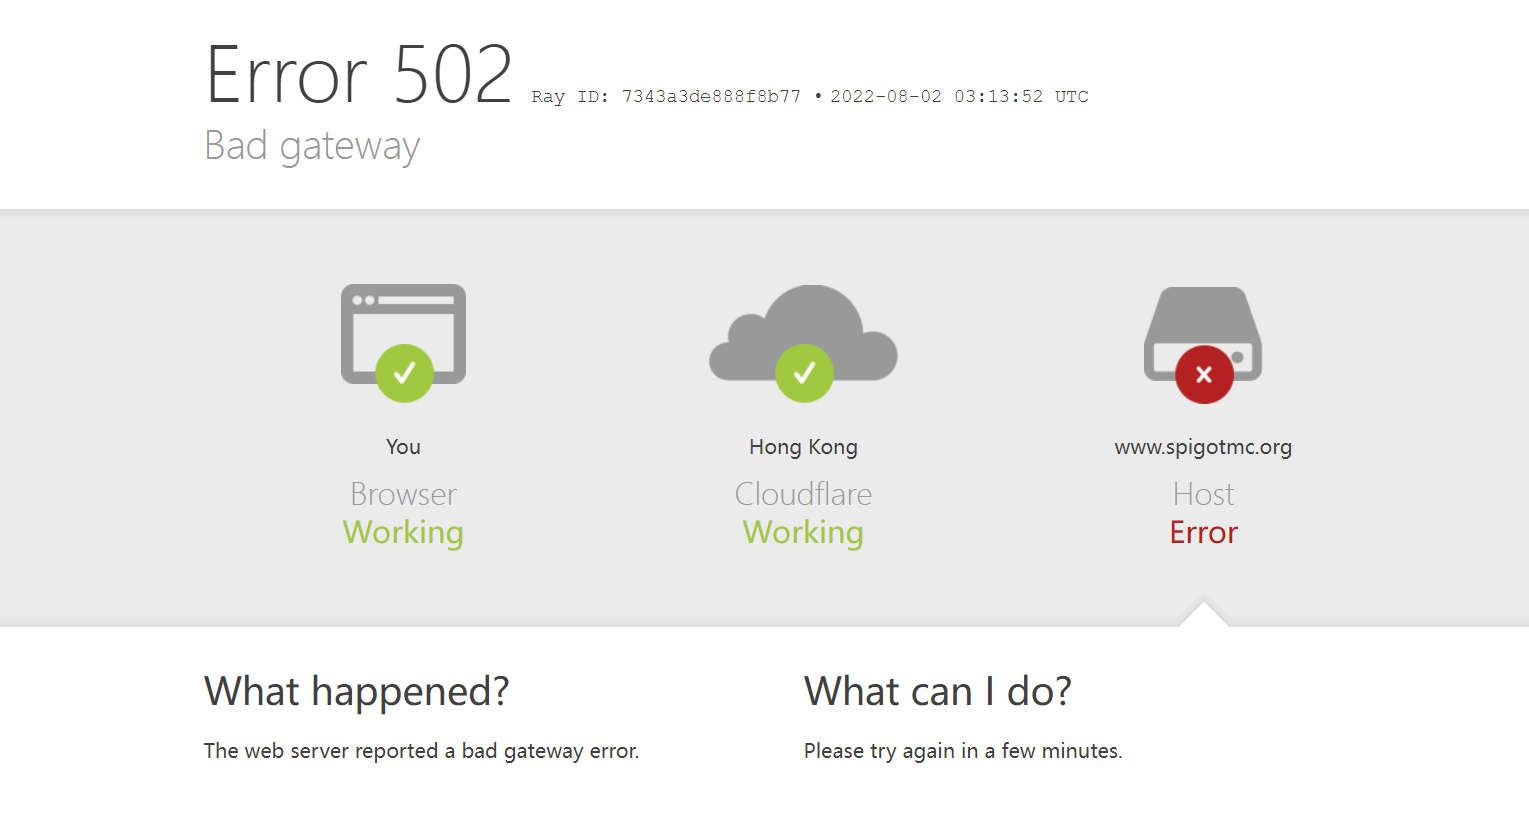 Error 502 Ray ID: 7343a3de888f8b77 • 2022-08-02 03:13:52 UTC
Bad gateway
You
Browser
Working
Hong Kong
Cloudflare
Working
www.spigotmc.org
Host
Error
What happened?
The web server reported a bad gateway error.
What can I do?
Please try again in a few minutes.